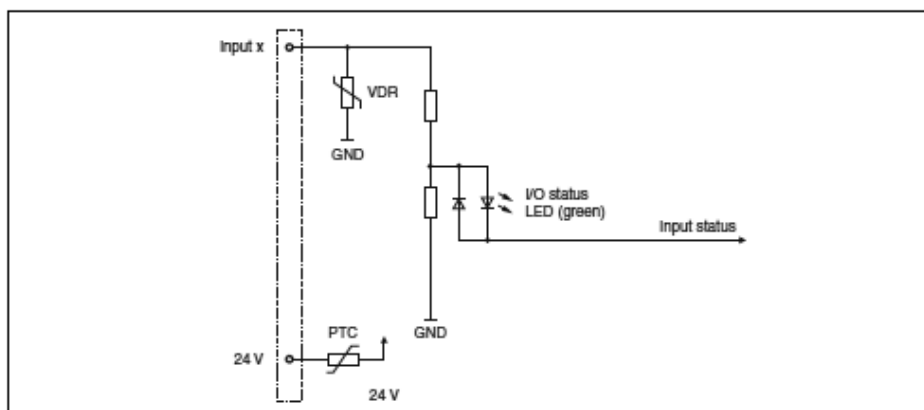 Input x
VDR
GND
I/O status
LED (green)
Input status
PTC
GND
24 V
24 V